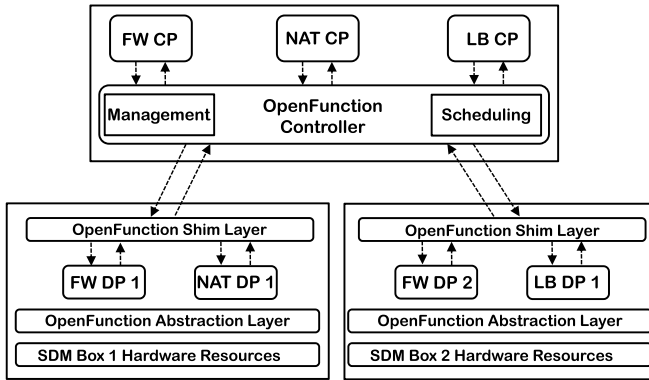 FW CP
NAT CP
LB CP
Management
OpenFunction
Controller
Scheduling
OpenFunction Shim Layer
FW DP 1
NAT DP 1
OpenFunction Abstraction Layer
SDM Box 1 Hardware Resources
OpenFunction Shim Layer
FW DP 2
LB DP 1
OpenFunction Abstraction Layer
SDM Box 2 Hardware Resources